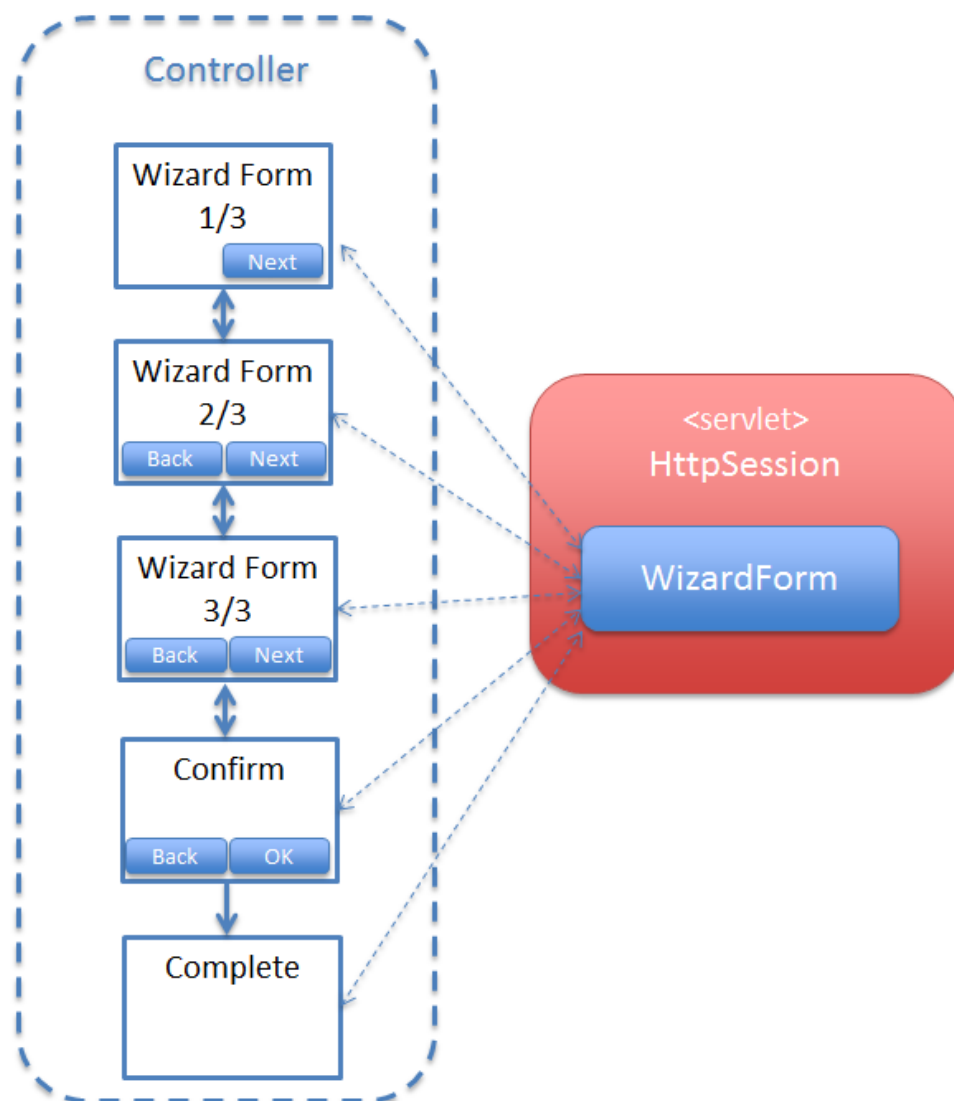 Controller
Wizard Form
1/3
Next
Wizard Form
2/3
Back Next
Wizard Form
3/3
Back Next
Confirm
Back OK
Complete
<servlet>
HttpSession
WizardForm